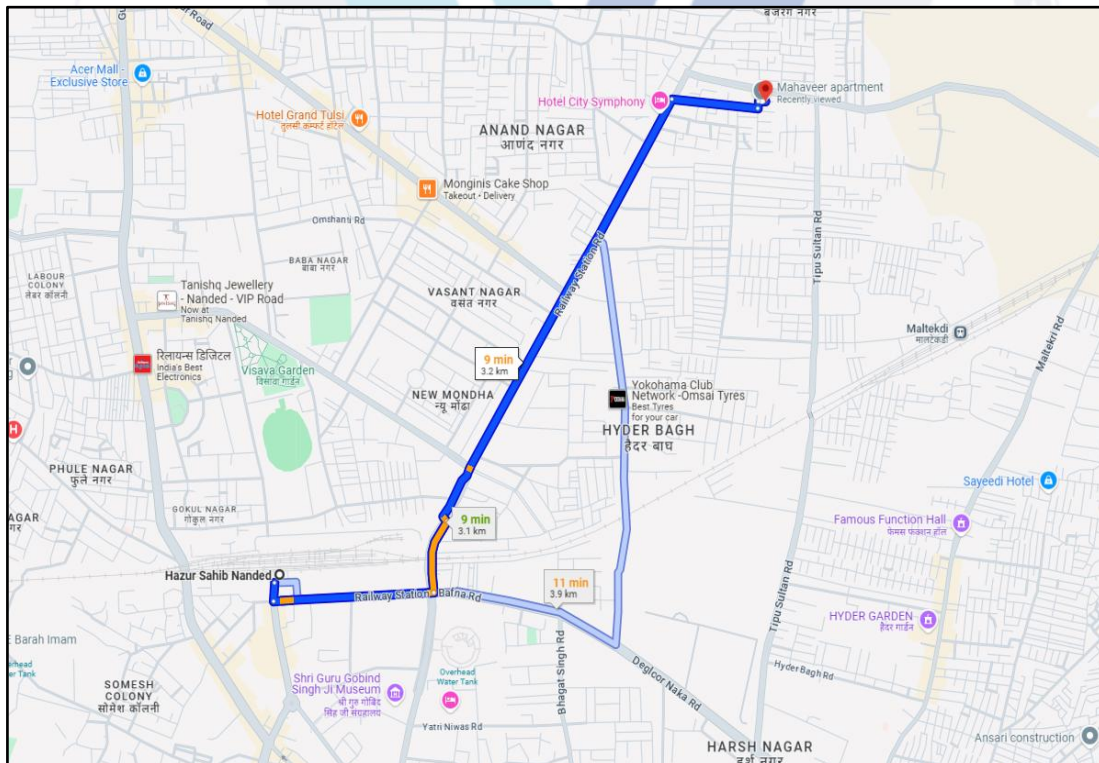 बजरंग नगर
Acer Mall -
Exclusive Store
Mahaveer apartment
Recently viewed
Hotel City Symphony
Hotel Grand Tulsi
तुलसी कम्फर्ट हॉटेल
ANAND NAGAR
आणंद नगर
Monginis Cake Shop
Takeout • Delivery
Omshanti Rd
Tipu Sultan Rd
Railway Station Rd
BABA NAGAR
बाबा नगर
LABOUR
COLONY
लेबर कॉलनी
Tanishq Jewellery
- Nanded - VIP Road
Now at
Tanishq Nanded
VASANT NAGAR
वसंत नगर
Maltekdi
मालटेकडी
Maltekri Rd
रिलायन्स डिजिटल
India's Best
Electronics
Visava Garden
विसावा गार्डन
9 min
3.2 km
NEW MONDHA
न्यू मोंढा
Yokohama Club
Network -Omsai Tyres
Best Tyres
for your car
HYDER BAGH
हैदर बाघ
H
PHULE NAGAR
फुले नगर
Sayeedi Hotel
GOKUL NAGAR
गोकुल नगर
9 min
3.1 km
Famous Function Hall
फेमस फंक्शन हॉल
Hazur Sahib Nanded
11 min
3.9 km
Railway Station - Bafna Rd
Tipu Sultan Rd
HYDER GARDEN
हैदर गार्डन
E Barah Imam
Overhead
Water Tank
Bhagat Singh Rd
Degloor Naka Rd
Hyder Bagh Rd
SOMESH
COLONY
सोमेश कॉलनी
Shri Guru Gobind
Singh Ji Museum
श्री गुरु गोबिंद
सिंह जी संग्रहालय
Overhead
Water Tank
Yatri Niwas Rd
HARSH NAGAR
हर्ष नगर
Ansari construction